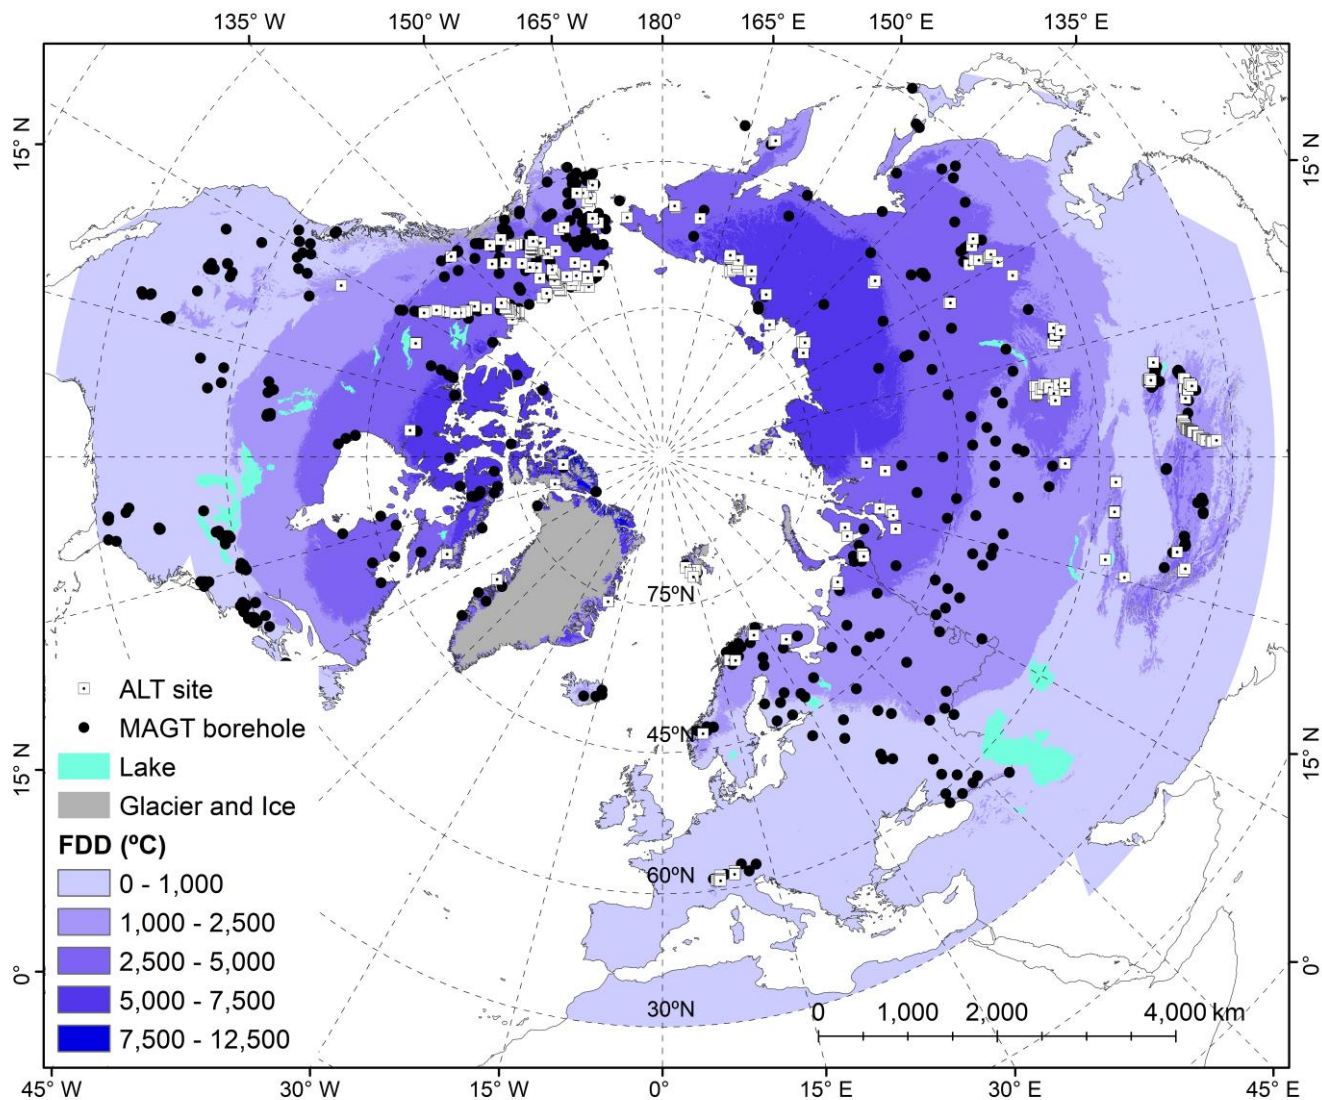 135° W
150° W
165° W
180°
165° E
150° E
135° E
15° N
15° N
75ºN
45ºN
60ºN
30ºN
ALT site
MAGT borehole
Lake
Glacier and Ice
FDD (ºC)
0 - 1,000
1,000 - 2,500
2,500 - 5,000
5,000 - 7,500
7,500 - 12,500
15° N
0°
15° N
0°
0 1,000 2,000 4,000 km
45° W
30° W
15° W
0°
15° E
30° E
45° E